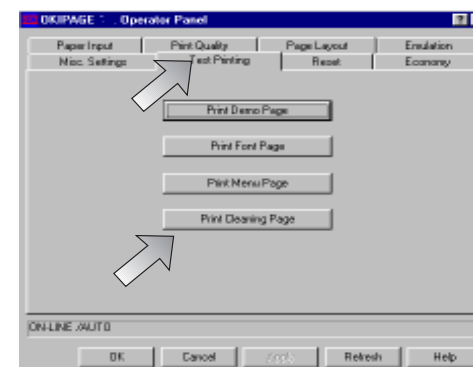 OKIPAGE Operator Panel
Paper Input Print Quality Page Layout Emulation
Misc. Settings Test Printing Reset Economy
Print Demo Page
Print Font Page
Print Menu Page
Print Cleaning Page
ON-LINE /AUTO
OK Cancel Apply Refresh Help